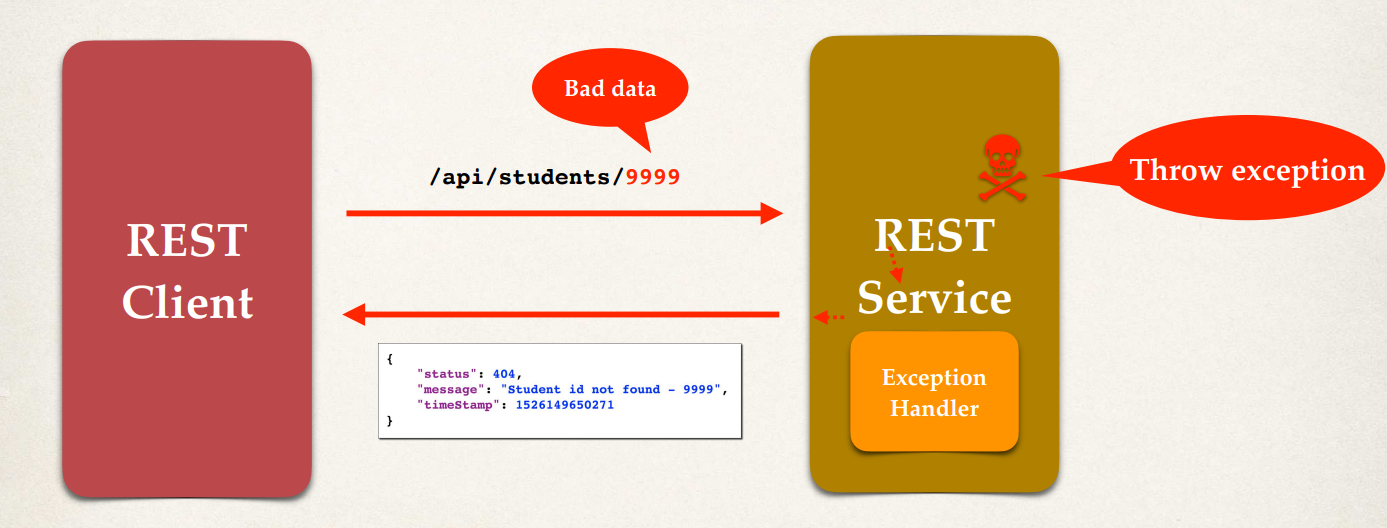 Bad data
/api/students/9999
Throw exception
REST
Client
REST
Service
{
"status": 404,
"message": "Student id not found - 9999",
"timeStamp": 1526149650271
}
Exception
Handler